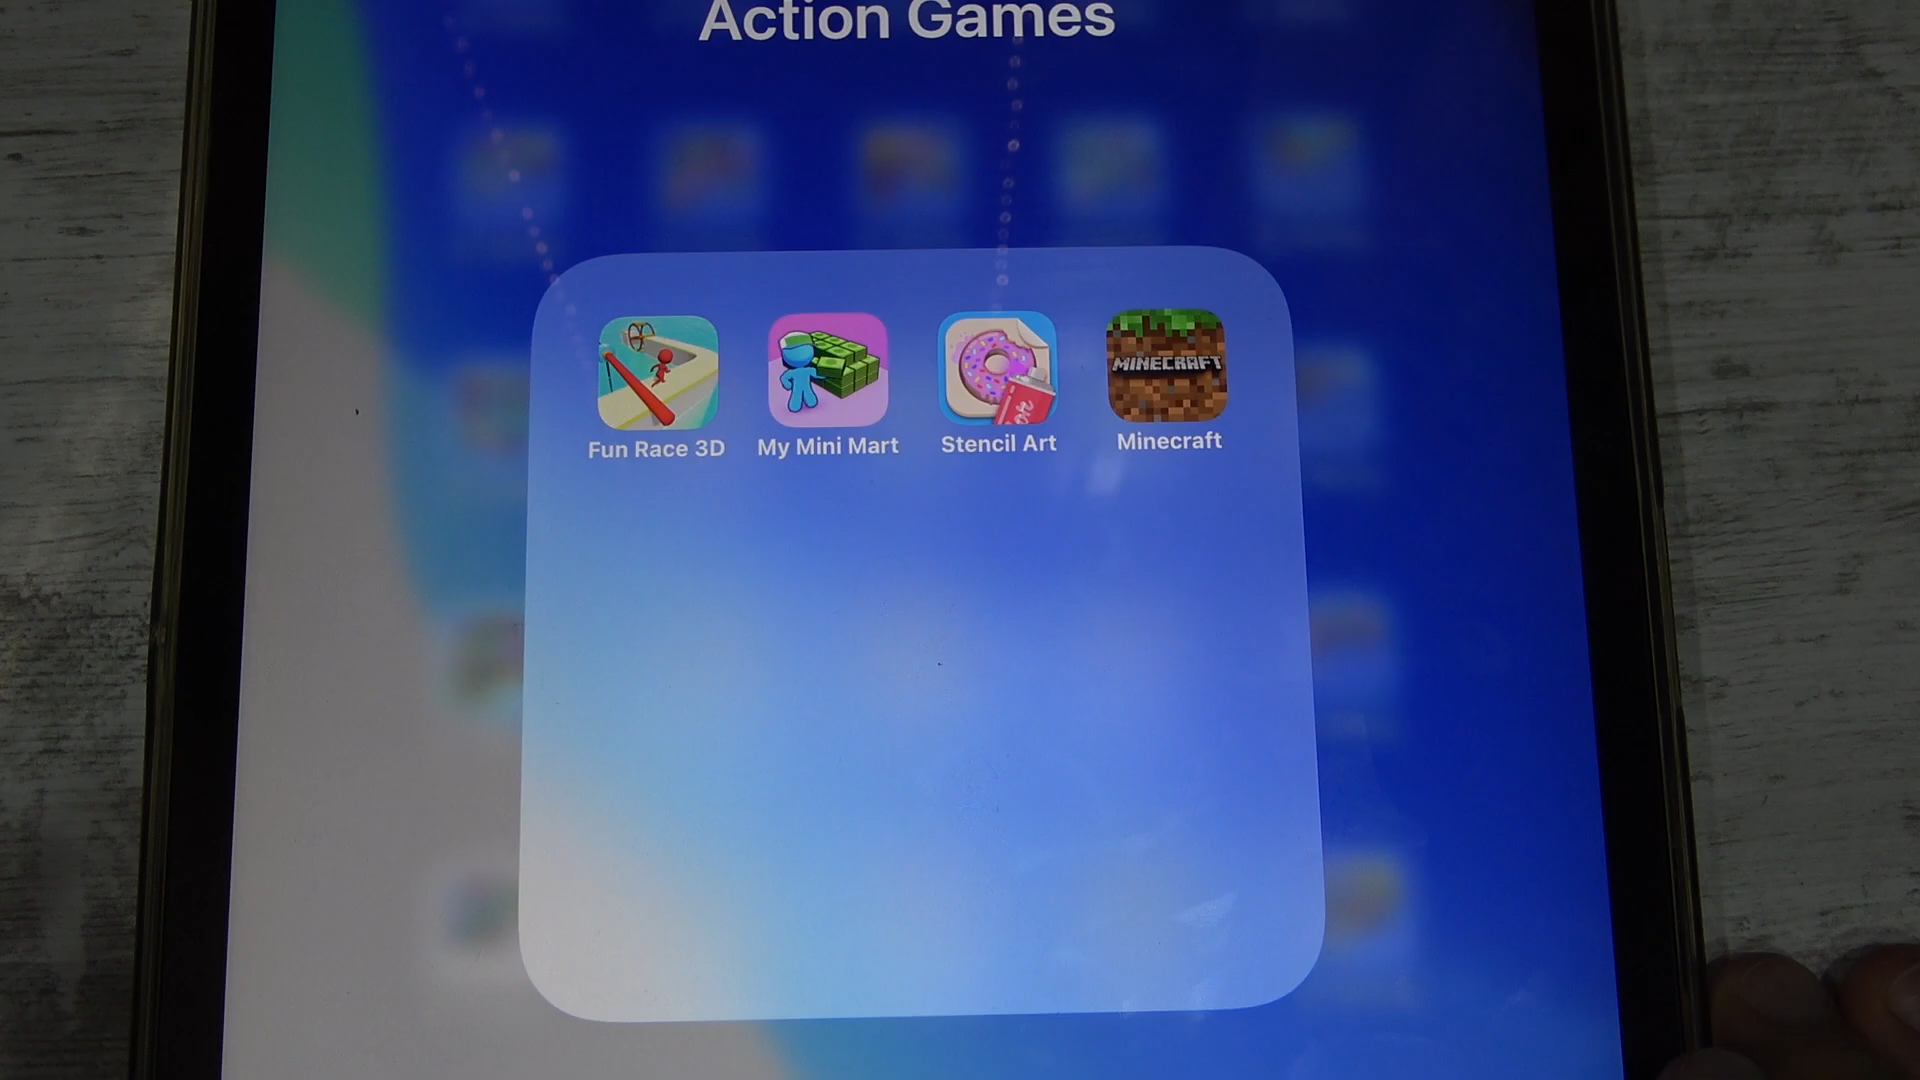 Action Games
MINECRAFT
Fun Race 3D
My Mini Mart
Stencil Art
Minecraft